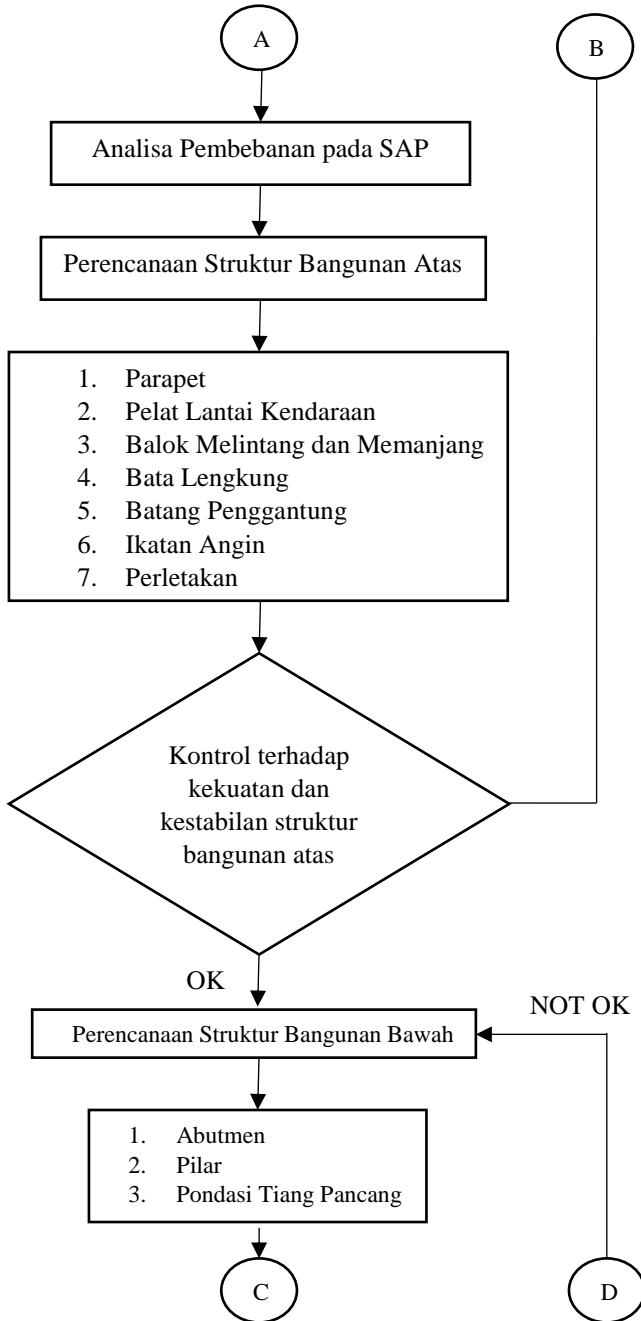 A
B
Analisa Pembebanan pada SAP
Perencanaan Struktur Bangunan Atas
1. Parapet
2. Pelat Lantai Kendaraan
3. Balok Melintang dan Memanjang
4. Bata Lengkung
5. Batang Penggantung
6. Ikatan Angin
7. Perletakan
Kontrol terhadap
kekuatan dan
kestabilan struktur
bangunan atas
OK
NOT OK
Perencanaan Struktur Bangunan Bawah
1. Abutmen
2. Pilar
3. Pondasi Tiang Pancang
C
D